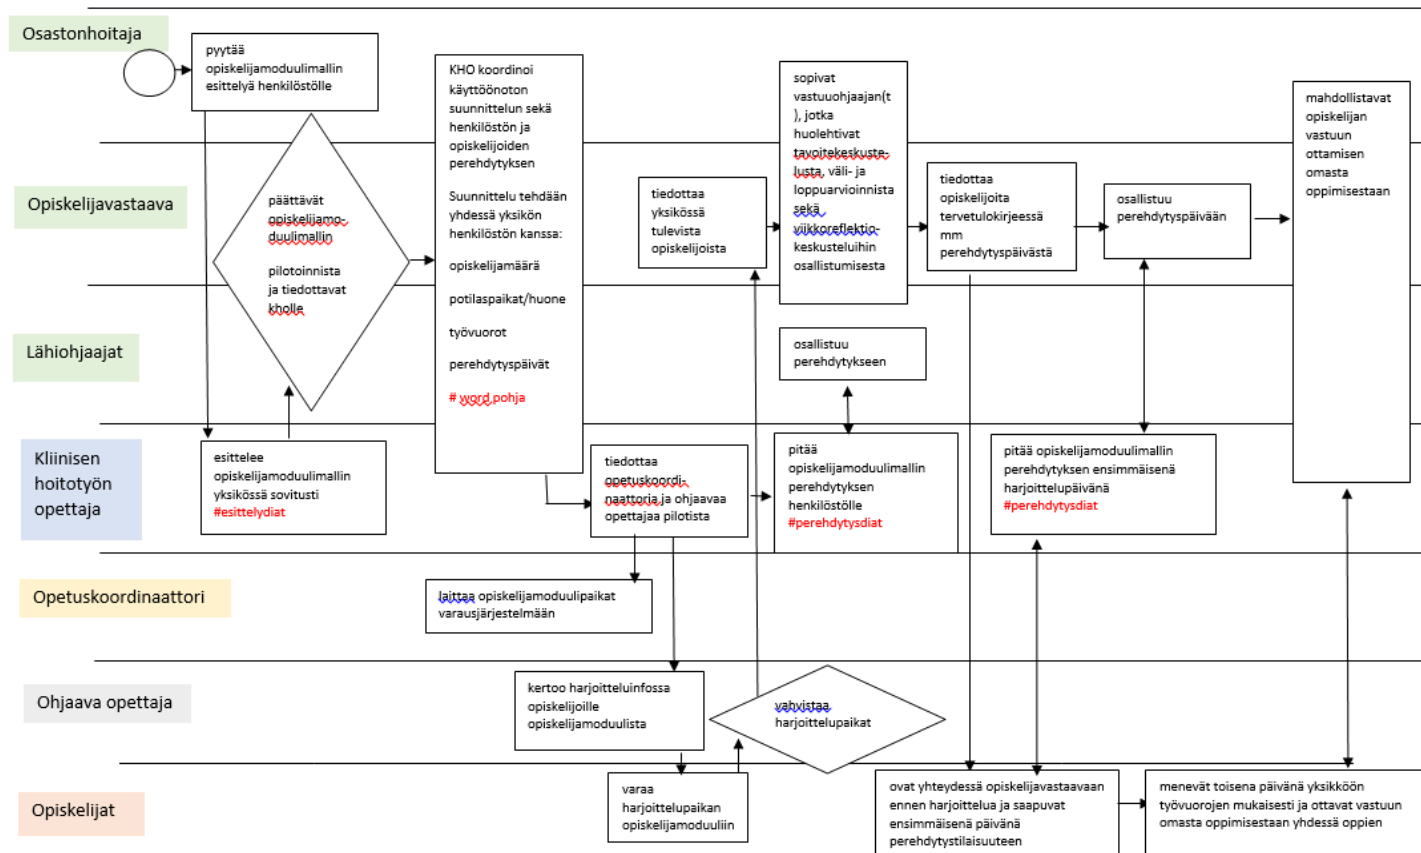 Osastonhoitaja
pyytää
opiskelijamoduulimallin
esittelyä henkilöstölle
KHO koordinoi
käyttöönoton
suunnittelun sekä
henkilöstön ja
opiskelijoiden
perehdytyksen
Suunnittelu tehdään
yhdessä yksikön
henkilöstön kanssa:
opiskelijamäärä
potilaspaikat/huone
työvuorot
perehdytyspäivät
# word pohja
sopivat
vastuuohjaajan(t
), jotka
huolehtivat
tavoitekeskuste-
lusta, väli- ja
loppuarvioinnista
sekä
viikkoreflektio-
keskusteluihin
osallistumisesta
mahdollistavat
opiskelijan
vastuun
ottamisen
omasta
oppimisestaan
Opiskelijavastaava
päättävät
opiskelijamo-
duulimallin
pilotoinnista
ja tiedottavat
kholle
tiedottaa
yksikössä
tulevista
opiskelijoista
tiedottaa
opiskelijoita
tervetulokirjeessä
mm
perehdytyspäivästä
osallistuu
perehdytyspäivään
Lähiohjaajat
osallistuu
perehdytykseen
Kliinisen
hoitotyön
opettaja
esittelee
opiskelijamoduulimallin
yksikössä sovitusti
#esittelydiat
tiedottaa
opetuskoordi-
naattoria ja ohjaavaa
opettajaa pilotista
pitää
opiskelijamoduulimallin
perehdytyksen
henkilöstölle
#perehdytysdiat
pitää opiskelijamoduulimallin
perehdytyksen ensimmäisenä
harjoittelupäivänä
#perehdytysdiat
Opetuskoordinaattori
laittaa opiskelijamoduulipaikat
varausjärjestelmään
Ohjaava opettaja
kertoo harjoitteluinfossa
opiskelijoille
opiskelijamoduulista
vahvistaa
harjoittelupaikat
Opiskelijat
varaa
harjoittelupaikan
opiskelijamoduuliin
ovat yhteydessä opiskelijavastaavaan
ennen harjoittelua ja saapuvat
ensimmäisenä päivänä
perehdytystilaisuuteen
menevät toisena päivänä yksikköön
työvuorojen mukaisesti ja ottavat vastuun
omasta oppimisestaan yhdessä oppien